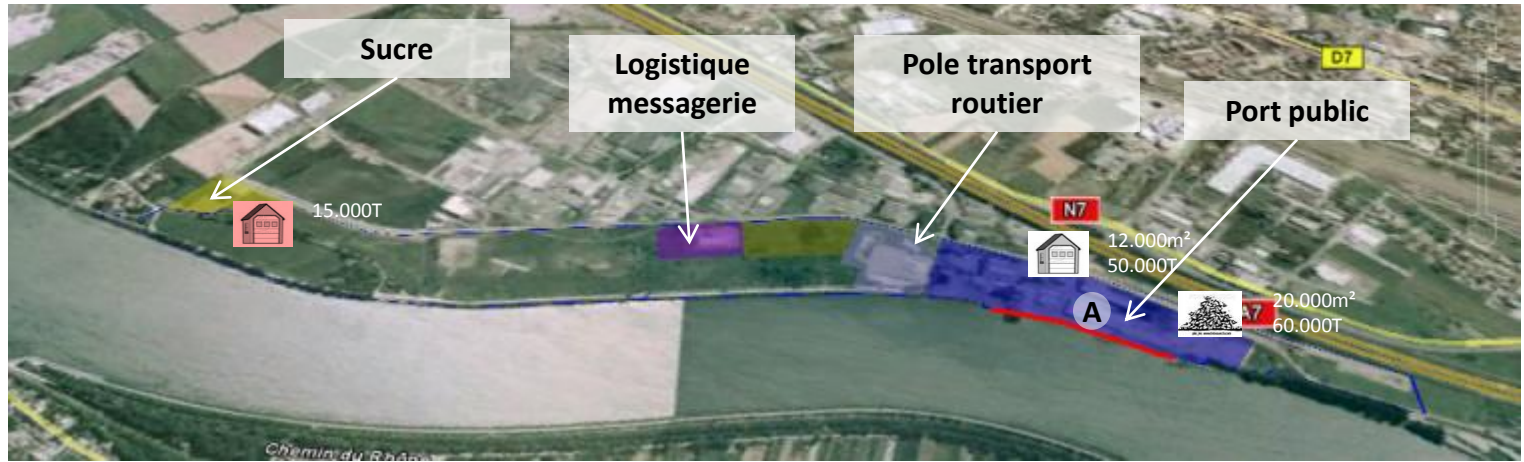 Sucre
Logistique
messagerie
Pole transport
routier
Port public
D7
N7
15.000T
12.000m²
50.000T
A
A7
20.000m²
60.000T
Chemin du Rhône